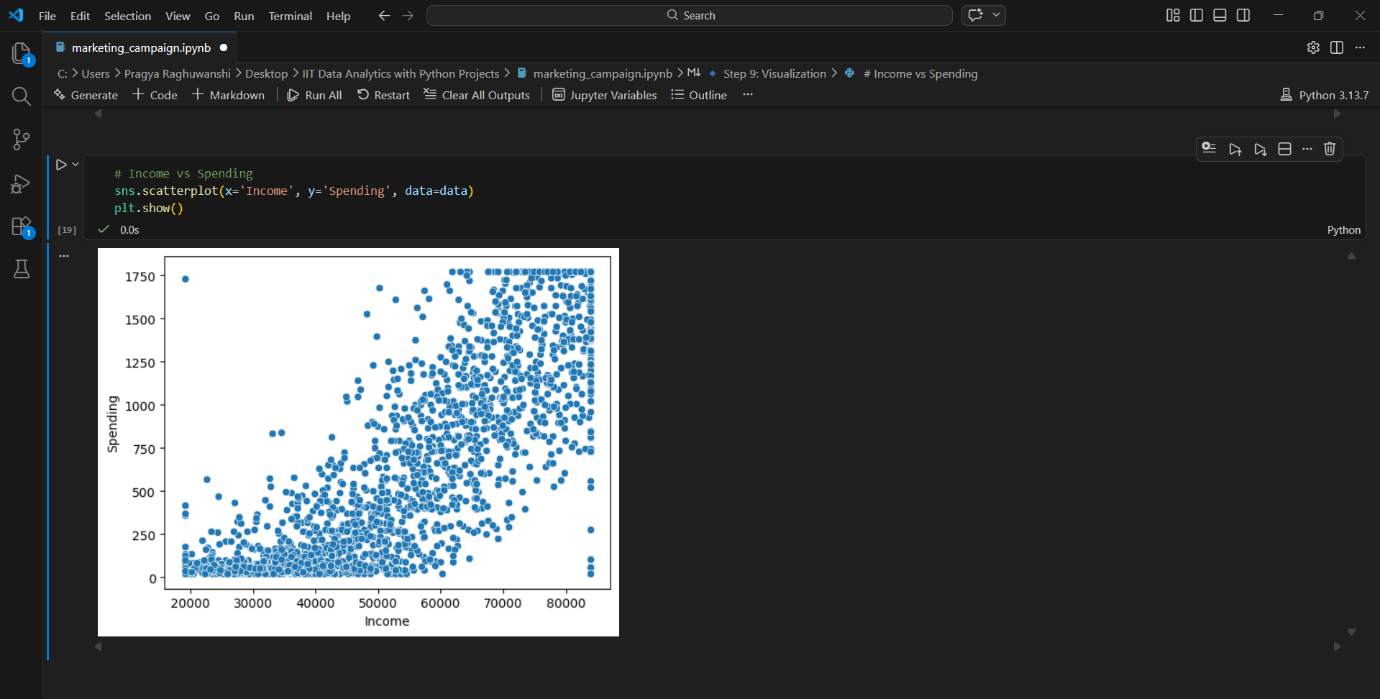 File Edit Selection View Go Run Terminal Help
Search
marketing_campaign.ipynb
C: > Users > Pragya Raghuwanshi > Desktop > IIT Data Analytics with Python Projects > marketing_campaign.ipynb > M↓ Step 9: Visualization > # Income vs Spending
Generate + Code + Markdown Run All Restart Clear All Outputs Jupyter Variables Outline ...
Python 3.13.7
# Income vs Spending
sns.scatterplot(x='Income', y='Spending', data=data)
plt.show()
[19] 0.0s
Python
1750
1500
1250
1000
750
500
250
0
Spending
20000 30000 40000 50000 60000 70000 80000
Income
1
1